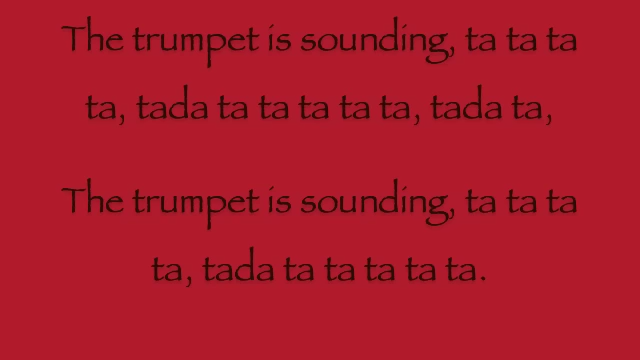 The trumpet is sounding, ta ta ta
ta, tada ta ta ta ta ta, tada ta,
The trumpet is sounding, ta ta ta
ta, tada ta ta ta ta ta.